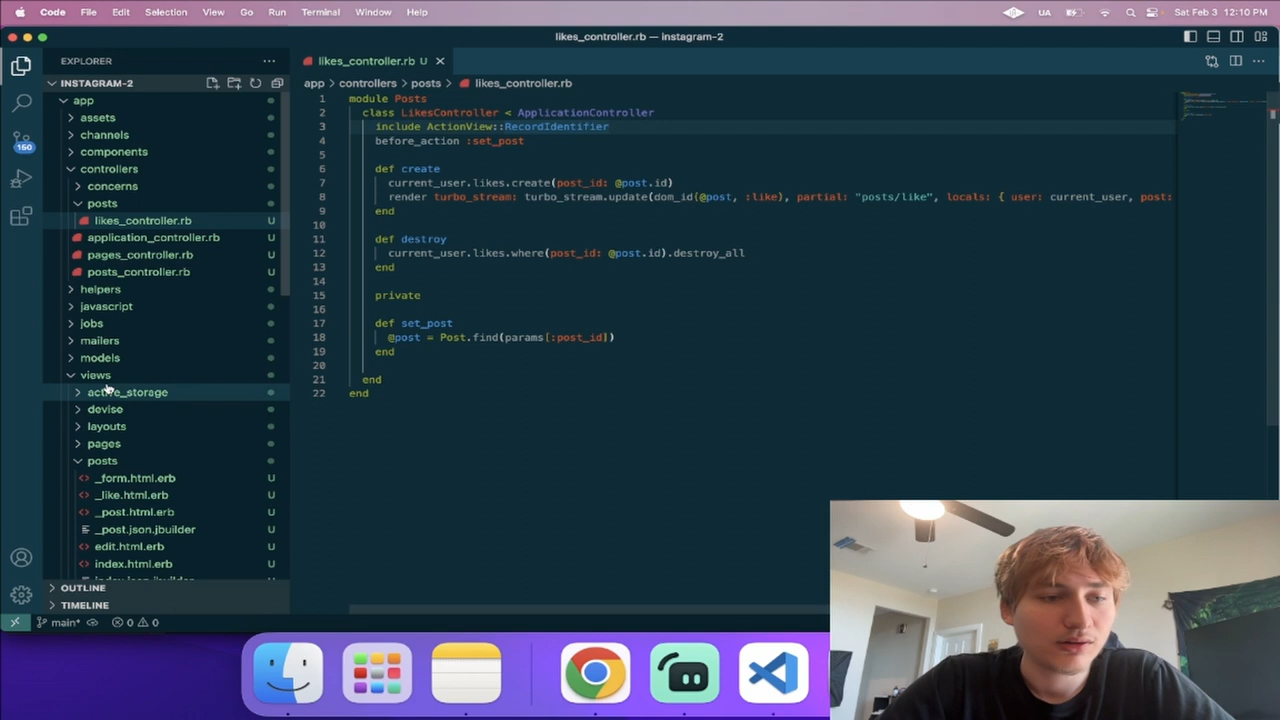 Code File Edit Selection View Go Run Terminal Window Help UA Sat Feb 3 12:10 PM
likes_controller.rb — instagram-2
EXPLORER
INSTAGRAM-2
app
assets
channels
components
controllers
concerns
posts
likes_controller.rb U
application_controller.rb U
pages_controller.rb U
posts_controller.rb U
helpers
javascript
jobs
mailers
models
views
active_storage
devise
layouts
pages
posts
_form.html.erb U
_like.html.erb U
_post.html.erb U
_post.json.jbuilder U
edit.html.erb U
index.html.erb U
index.json.jbuilder
OUTLINE
TIMELINE
150
likes_controller.rb U
app > controllers > posts > likes_controller.rb
1 module Posts
2 class LikesController < ApplicationController
3 include ActionView::RecordIdentifier
4 before_action :set_post
5
6 def create
7 current_user.likes.create(post_id: @post.id)
8 render turbo_stream: turbo_stream.update(dom_id(@post, :like), partial: "posts/like", locals: { user: current_user, post:
9 end
10
11 def destroy
12 current_user.likes.where(post_id: @post.id).destroy_all
13 end
14
15 private
16
17 def set_post
18 @post = Post.find(params[:post_id])
19 end
20
21 end
22 end
main* 0 0